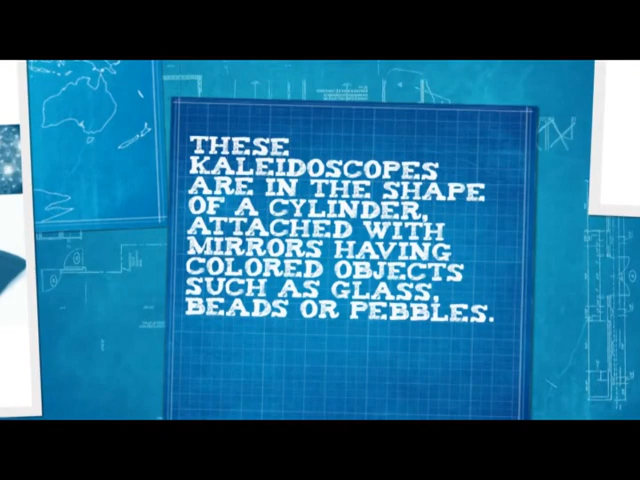 THESE
KALEIDOSCOPES
ARE IN THE SHAPE
OF A CYLINDER,
ATTACHED WITH
MIRRORS HAVING
COLORED OBJECTS
SUCH AS GLASS,
BEADS OR PEBBLES.